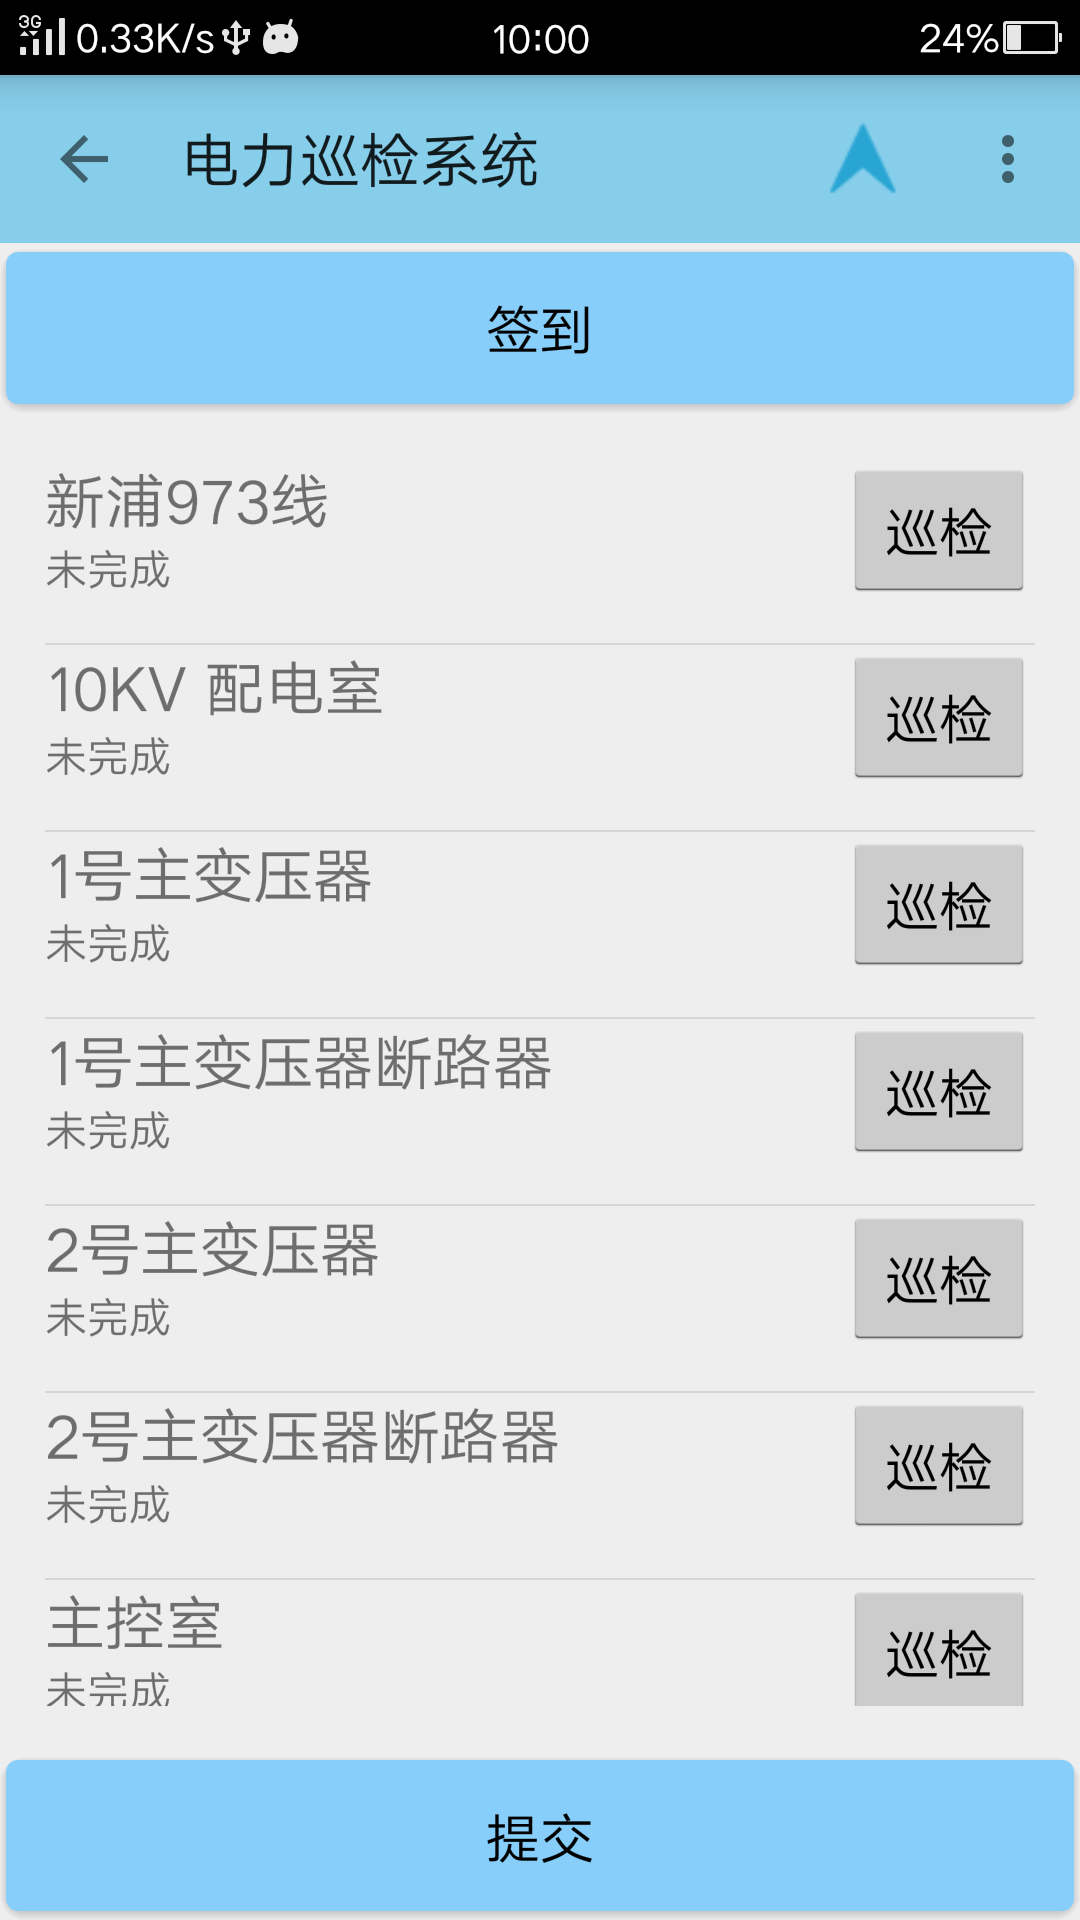 3G 0.33K/s 10:00 24%
电力巡检系统
签到
新浦973线
未完成
巡检
10KV 配电室
未完成
巡检
1号主变压器
未完成
巡检
1号主变压器断路器
未完成
巡检
2号主变压器
未完成
巡检
2号主变压器断路器
未完成
巡检
主控室
未完成
巡检
提交